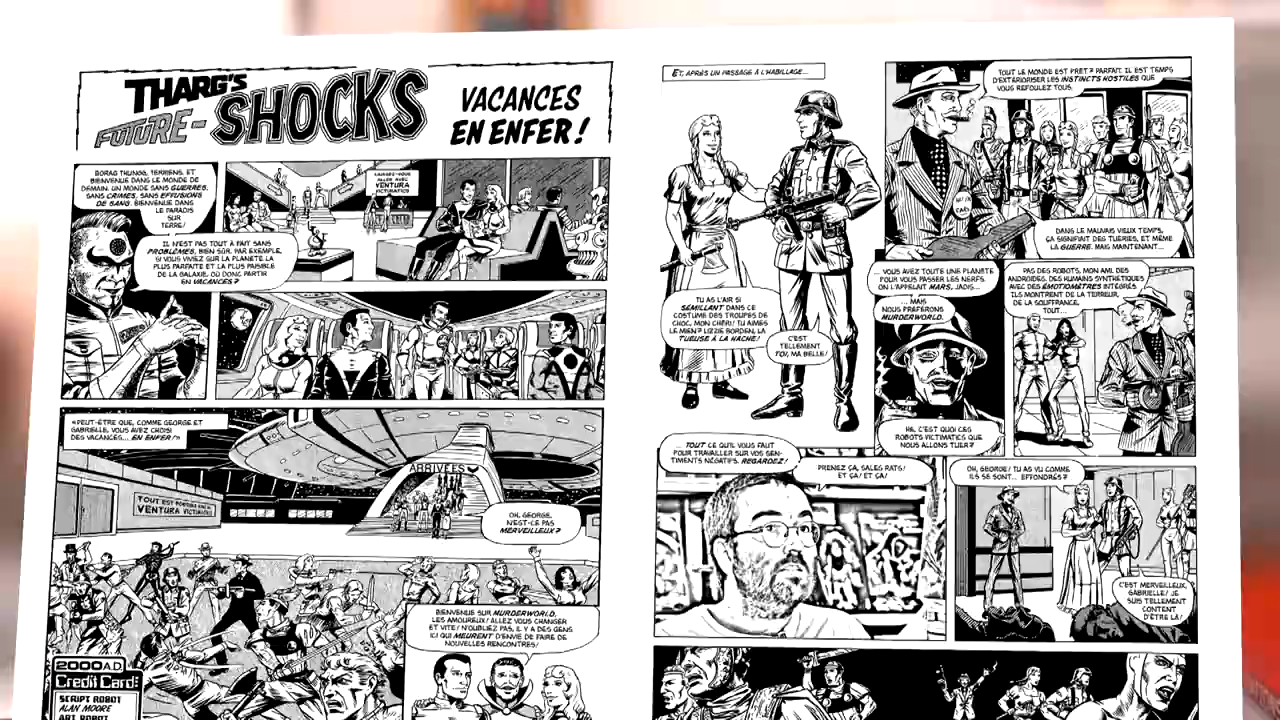 THARG'S
FUTURE-SHOCKS
VACANCES
EN ENFER!
BORAG THUNGG, TERRIENS, ET
BIENVENUE DANS LE MONDE DE
DEMAIN. UN MONDE SANS GUERRES,
SANS CRIMES, SANS EFFUSIONS
DE SANG. BIENVENUE DANS
LE PARADIS
SUR
TERRE!
IL N'EST PAS TOUT À FAIT SANS
PROBLÈMES, BIEN SÛR. PAR EXEMPLE,
SI VOUS VIVEZ SUR LA PLANÈTE LA
PLUS PARFAITE ET LA PLUS PAISIBLE
DE LA GALAXIE, OÙ DONC PARTIR
EN VACANCES?
LAISSEZ-VOUS
ALLER AVEC
VENTURA
VICTIMATICS
«PEUT-ÊTRE QUE, COMME GEORGE ET
GABRIELLE, VOUS AVEZ CHOISI
DES VACANCES... EN ENFER!»
ARRIVÉES
TOUT EST POSSIBLE
VENTURA VICTIMATICS
OH, GEORGE,
N'EST-CE PAS
MERVEILLEUX?
BIENVENUE SUR MURDERWORLD,
LES AMOUREUX! ALLEZ VOUS CHANGER
ET VITE! N'OUBLIEZ PAS, IL Y A DES GENS
ICI QUI MEURENT D'ENVIE DE FAIRE DE
NOUVELLES RENCONTRES!
2000A.D.
Credit Card:
SCRIPT ROBOT
ALAN MOORE
ART ROBOT
ET, APRÈS UN PASSAGE À L'HABILLAGE...
TU AS L'AIR SI
SÉMILLANT DANS CE
COSTUME DES TROUPES DE
CHOC, MON CHÉRI! TU AIMES
LE MIEN? LIZZIE BORDEN, LA
TUEUSE À LA HACHE!
C'EST
TELLEMENT
TOI, MA BELLE!
TOUT LE MONDE EST PRÊT? PARFAIT. IL EST TEMPS
D'EXTÉRIORISER LES INSTINCTS HOSTILES QUE
VOUS REFOULEZ TOUS.
DANS LE MAUVAIS VIEUX TEMPS,
ÇA SIGNIFIAIT DES TUERIES, ET MÊME
LA GUERRE. MAIS MAINTENANT...
VOUS AVEZ TOUTE UNE PLANÈTE
POUR VOUS PASSER LES NERFS.
ON L'APPELAIT MARS, JADIS...
... MAIS
NOUS PRÉFÉRONS
MURDERWORLD.
HÉ, C'EST QUOI CES
ROBOTS VICTIMATICS QUE
NOUS ALLONS TUER?
PAS DES ROBOTS, MON AMI. DES
ANDROÏDES, DES HUMANS SYNTHÉTIQUES
AVEC DES ÉMOTIOMÈTRES INTÉGRÉS.
ILS MONTRENT DE LA TERREUR,
DE LA SOUFFRANCE,
TOUT...
TOUT CE QU'IL VOUS FAUT
POUR TRAVAILLER SUR VOS SEN-
TIMENTS NÉGATIFS. REGARDEZ!
PRENEZ ÇA, SALES RATS!
ET ÇA! ET ÇA!
OH, GEORGE! TU AS VU COMME
ILS SE SONT... EFFONDRÉS?
C'EST MERVEILLEUX,
GABRIELLE! JE
SUIS TELLEMENT
CONTENT
D'ÊTRE LÀ!